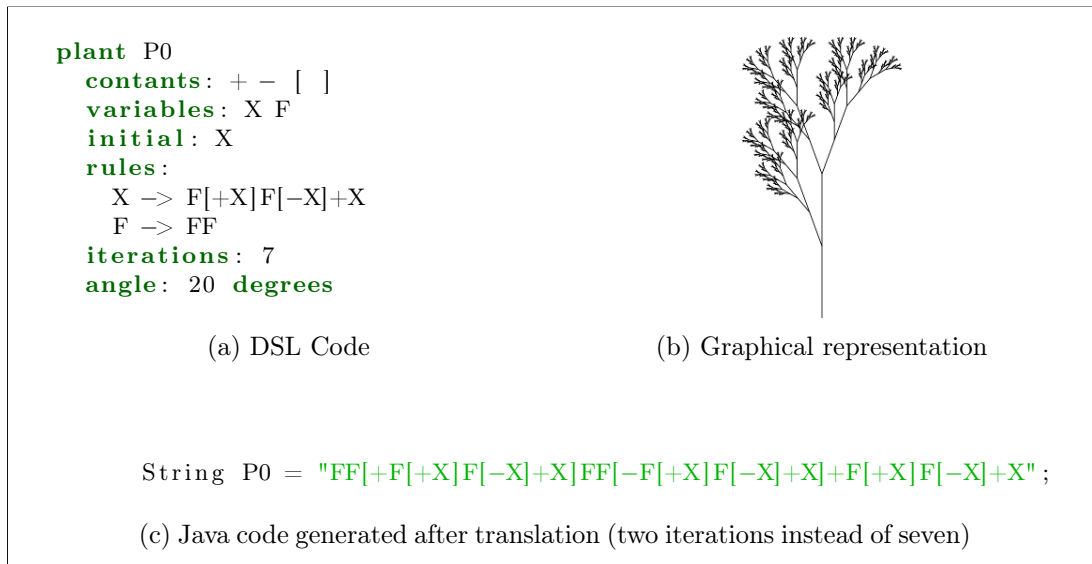 plant P0
contants: + - [ ]
variables: X F
initial: X
rules:
X -> F[+X]F[-X]+X
F -> FF
iterations: 7
angle: 20 degrees
(a) DSL Code
(b) Graphical representation
String P0 = "FF[+F[+X]F[-X]+X]FF[-F[+X]F[-X]+X]+F[+X]F[-X]+X";
(c) Java code generated after translation (two iterations instead of seven)